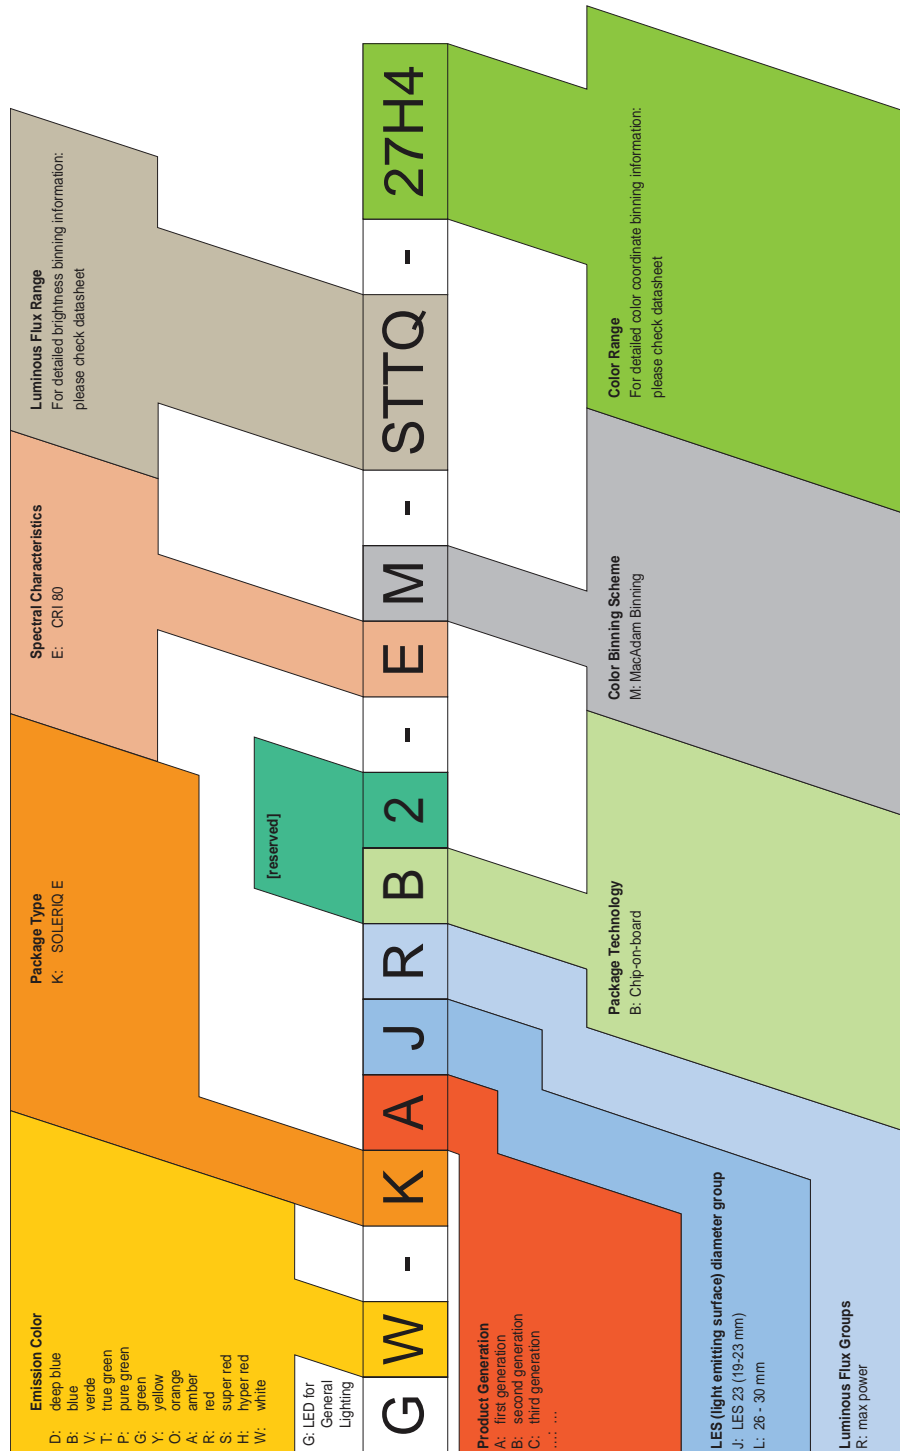 Emission Color
D: deep blue
B: blue
V: verde
T: true green
P: pure green
G: green
Y: yellow
O: orange
A: amber
R: red
S: super red
H: hyper red
W: white
Package Type
K: SOLERIQ E
Spectral Characteristics
E: CRI 80
Luminous Flux Range
For detailed brightness binning information:
please check datasheet
[reserved]
G: LED for
General
Lighting
G W - K A J R B 2 - E M - STTQ - 27H4
Product Generation
A: first generation
B: second generation
C: third generation
...: ...
LES (light emitting surface) diameter group
J: LES 23 (19-23 mm)
L: 26 - 30 mm
Luminous Flux Groups
R: max power
Package Technology
B: Chip-on-board
Color Binning Scheme
M: MacAdam Binning
Color Range
For detailed color coordinate binning information:
please check datasheet